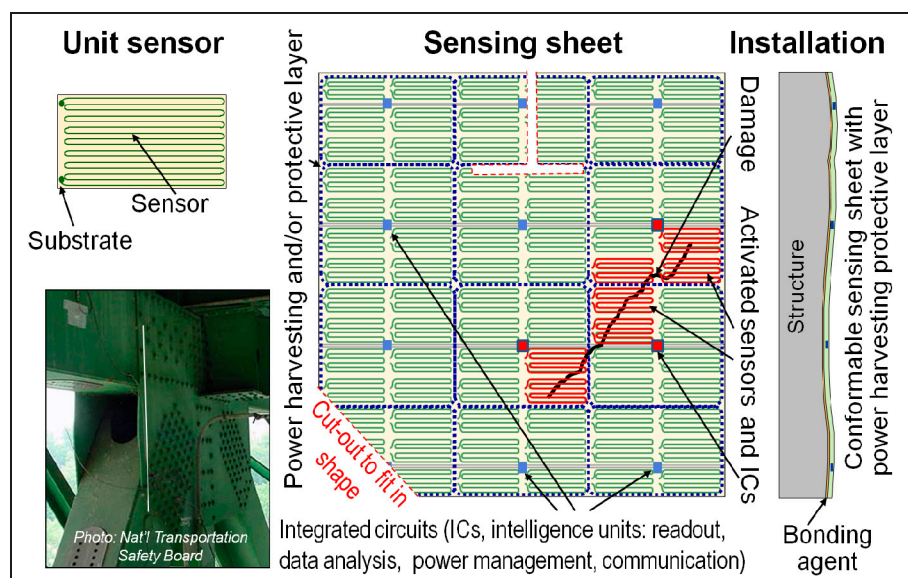 Unit sensor
Sensor
Substrate
Photo: Nat'l Transportation
Safety Board
Sensing sheet
Power harvesting and/or protective layer
Cut-out to fit in
shape
Damage
Activated sensors and ICs
Integrated circuits (ICs, intelligence units: readout,
data analysis, power management, communication)
Installation
Structure
Conformable sensing sheet with
power harvesting protective layer
Bonding
agent